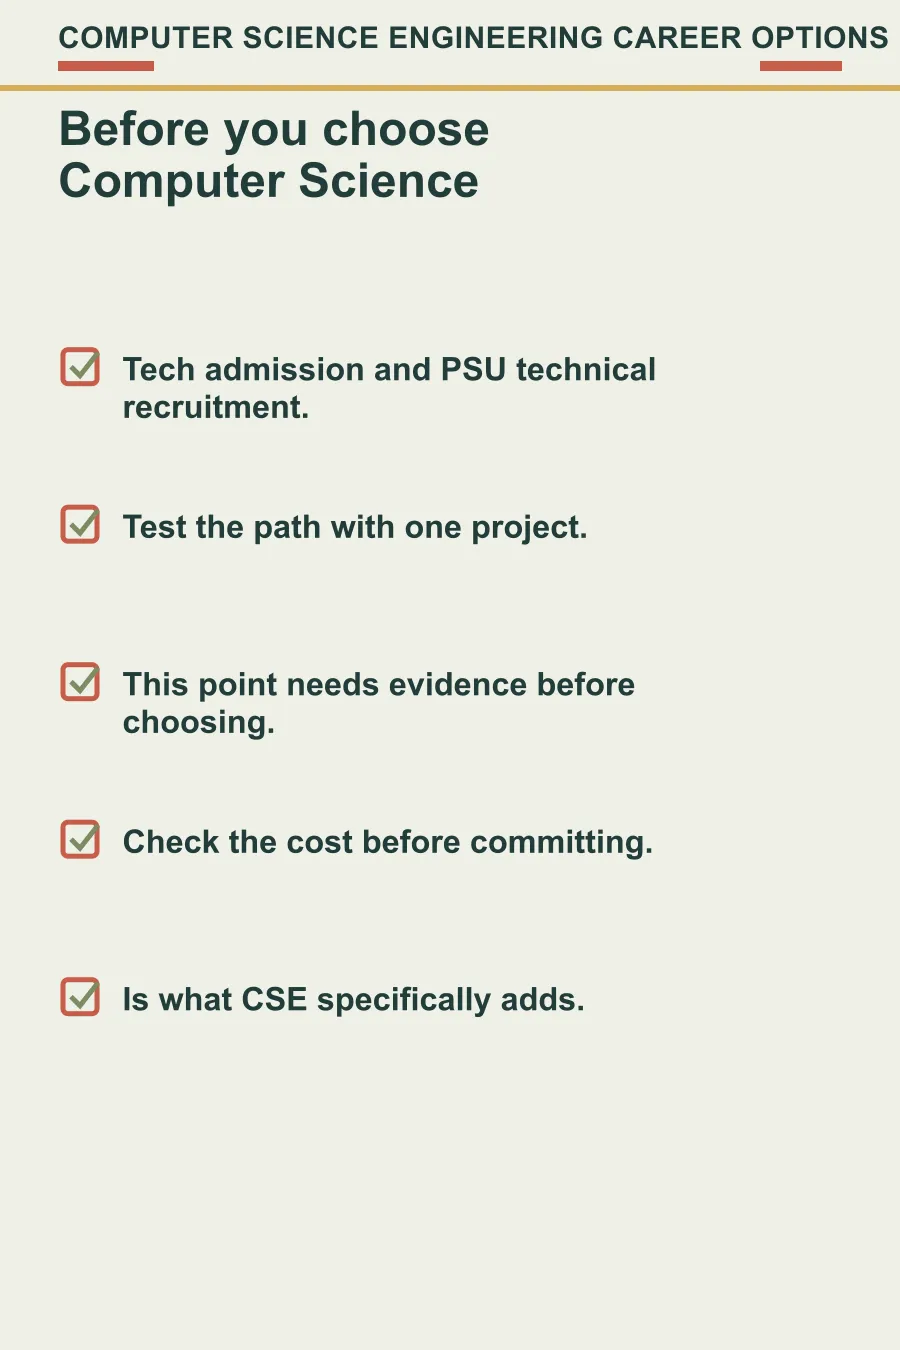 COMPUTER SCIENCE ENGINEERING CAREER OPTIONS
Before you choose
Computer Science
Tech admission and PSU technical
recruitment.
Test the path with one project.
This point needs evidence before
choosing.
Check the cost before committing.
Is what CSE specifically adds.